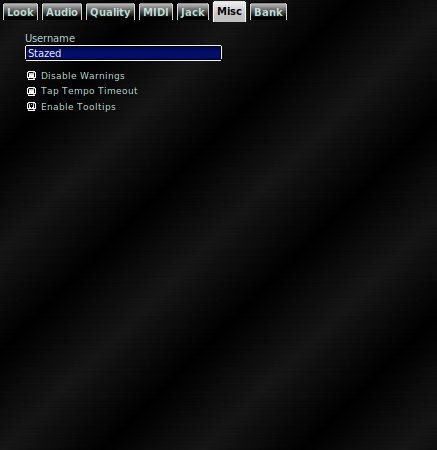 Look Audio Quality MIDI Jack Misc Bank
Username
Stazed
Disable Warnings
Tap Tempo Timeout
Enable Tooltips